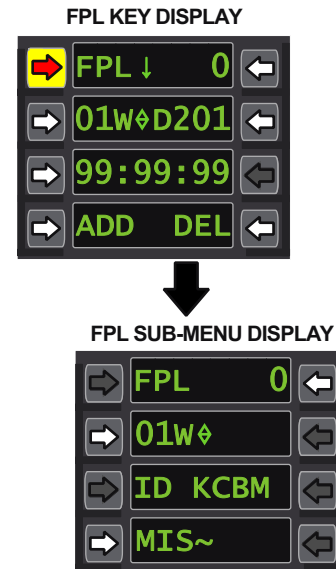 FPL KEY DISPLAY
FPL↓ 0
01W⬨D201
99:99:99
ADD DEL
FPL SUB-MENU DISPLAY
FPL 0
01W⬨
ID KCBM
MIS~